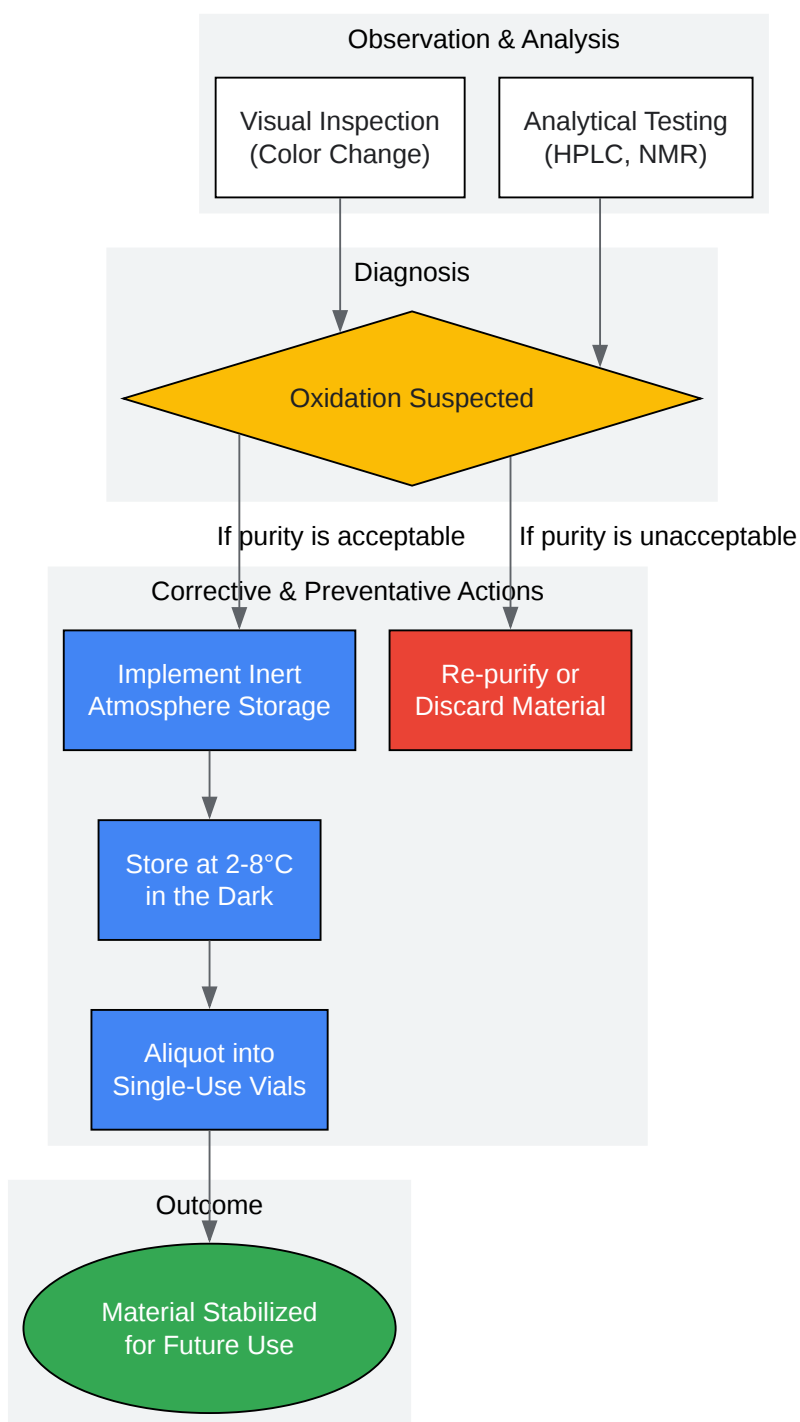 Observation & Analysis
Visual Inspection
(Color Change)
Analytical Testing
(HPLC, NMR)
Diagnosis
Oxidation Suspected
If purity is acceptable
If purity is unacceptable
Corrective & Preventative Actions
Implement Inert
Atmosphere Storage
Re-purify or
Discard Material
Store at 2-8°C
in the Dark
Aliquot into
Single-Use Vials
Outcome
Material Stabilized
for Future Use